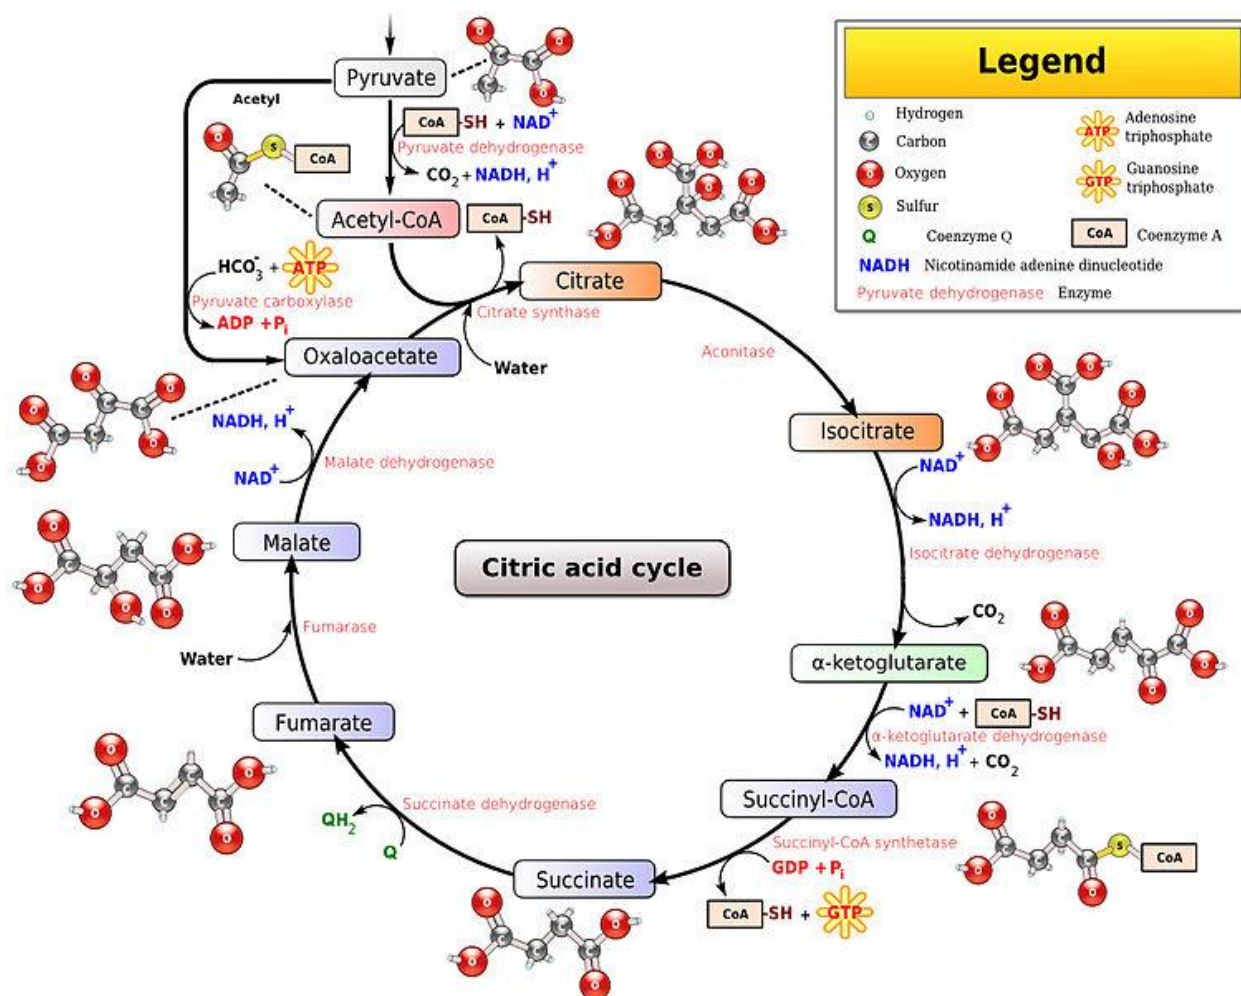 Pyruvate
Acetyl
CoA -SH + NAD+
Pyruvate dehydrogenase
CO2 + NADH, H+
S CoA
Acetyl-CoA
CoA -SH
HCO3- + ATP
Pyruvate carboxylase
ADP + Pi
Citrate
Citrate synthase
Water
Oxaloacetate
Aconitase
Isocitrate
NAD+
NADH, H+
Isocitrate dehydrogenase
CO2
α-ketoglutarate
NAD+ + CoA -SH
α-ketoglutarate dehydrogenase
NADH, H+ + CO2
Succinyl-CoA
Succinyl-CoA synthetase
GDP + Pi
CoA -SH + GTP
S CoA
Succinate
Succinate dehydrogenase
QH2
Q
Fumarate
Fumarase
Water
Malate
Malate dehydrogenase
NADH, H+
NAD+
Citric acid cycle
Legend
Hydrogen
C Carbon
O Oxygen
S Sulfur
Q Coenzyme Q
NADH Nicotinamide adenine dinucleotide
Pyruvate dehydrogenase Enzyme
ATP Adenosine
triphosphate
GTP Guanosine
triphosphate
CoA Coenzyme A